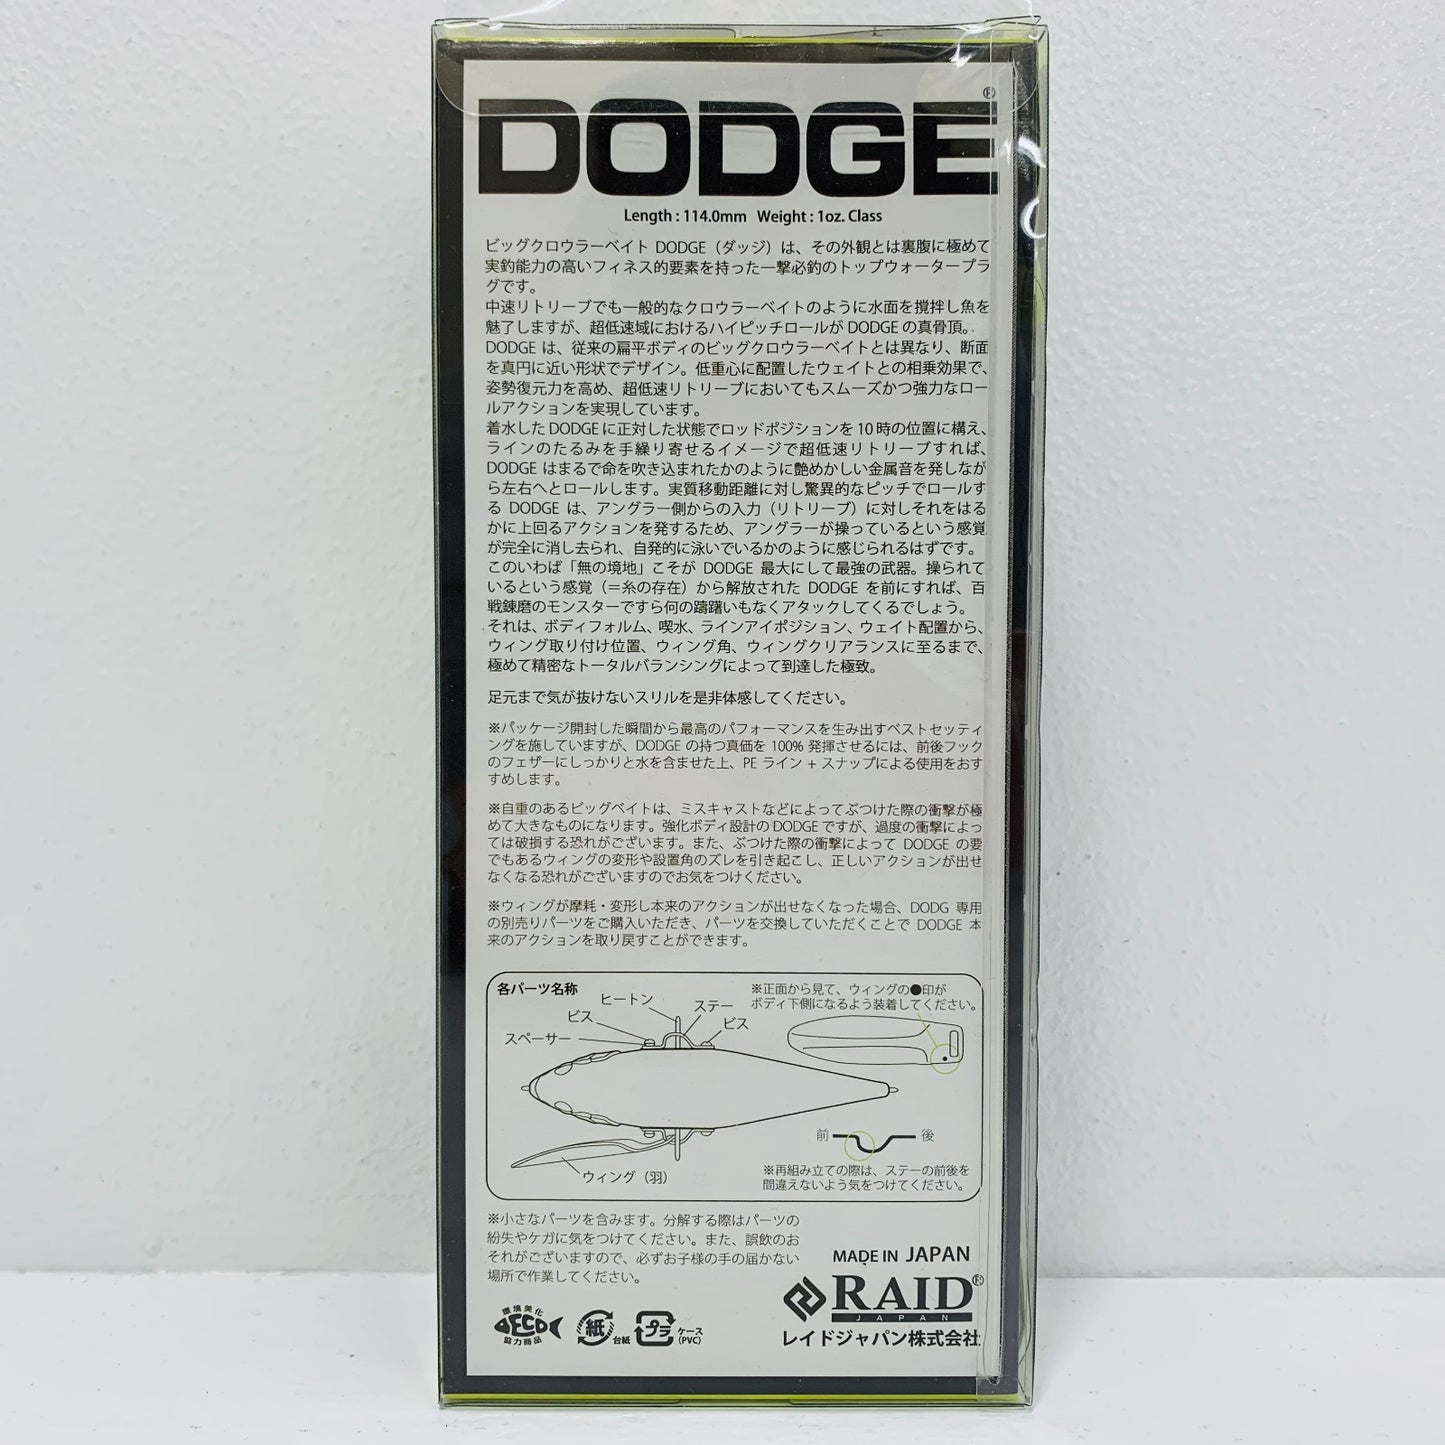 DODGE®
Length : 114.0mm Weight : 1oz. Class
ビッグクロウラーベイト DODGE（ダッジ）は、その外観とは裏腹に極めて
実釣能力の高いフィネス的要素を持った一撃必釣のトップウォータープラ
グです。
中速リトリーブでも一般的なクロウラーベイトのように水面を撹拌し魚を
魅了しますが、超低速域におけるハイピッチロールが DODGE の真骨頂。
DODGE は、従来の扁平ボディのビッグクロウラーベイトとは異なり、断面
を真円に近い形状でデザイン。低重心に配置したウェイトとの相乗効果で、
姿勢復元力を高め、超低速リトリーブにおいてもスムーズかつ強力なロー
ルアクションを実現しています。
着水した DODGE に正対した状態でロッドポジションを 10 時の位置に構え、
ラインのたるみを手繰り寄せるイメージで超低速リトリーブすれば、
DODGE はまるで命を吹き込まれたかのように艶めかしい金属音を発しなが
ら左右へとロールします。実質移動距離に対し驚異的なピッチでロールす
る DODGE は、アングラー側からの入力（リトリーブ）に対しそれをはる
かに上回るアクションを発するため、アングラーが操っているという感覚
が完全に消し去られ、自発的に泳いでいるかのように感じられるはずです。
このいわば「無の境地」こそが DODGE 最大にして最強の武器。操られて
いるという感覚（＝糸の存在）から解放された DODGE を前にすれば、百
戦錬磨のモンスターですら何の躊躇いもなくアタックしてくるでしょう。
それは、ボディフォルム、喫水、ラインアイポジション、ウェイト配置から、
ウィング取り付け位置、ウィング角、ウィングクリアランスに至るまで、
極めて精密なトータルバランシングによって到達した極致。
足元まで気が抜けないスリルを是非体感してください。
※パッケージ開封した瞬間から最高のパフォーマンスを生み出すベストセッティ
ングを施していますが、DODGE の持つ真価を 100% 発揮させるには、前後フック
のフェザーにしっかりと水を含ませた上、PE ライン + スナップによる使用をおす
すめします。
※自重のあるビッグベイトは、ミスキャストなどによってぶつけた際の衝撃が極
めて大きなものになります。強化ボディ設計の DODGE ですが、過度の衝撃によっ
ては破損する恐れがございます。また、ぶつけた際の衝撃によって DODGE の要
でもあるウィングの変形や設置角のズレを引き起こし、正しいアクションが出せ
なくなる恐れがございますのでお気をつけください。
※ウィングが摩耗・変形し本来のアクションが出せなくなった場合、DODG 専用
の別売りパーツをご購入いただき、パーツを交換していただくことで DODGE 本
来のアクションを取り戻すことができます。
各パーツ名称
ヒートン
ステー
ビス
ビス
スペーサー
※正面から見て、ウィングの●印が
ボディ下側になるよう装着してください。
ウィング（羽）
前 後
※再組み立ての際は、ステーの前後を
間違えないよう気をつけてください。
※小さなパーツを含みます。分解する際はパーツの
紛失やケガに気をつけてください。また、誤飲のお
それがございますので、必ずお子様の手の届かない
場所で作業してください。
MADE IN JAPAN
RAID®
JAPAN
レイドジャパン株式会社
環境美化
ECO
協力商品
紙
台紙
プラ
ケース
(PVC)